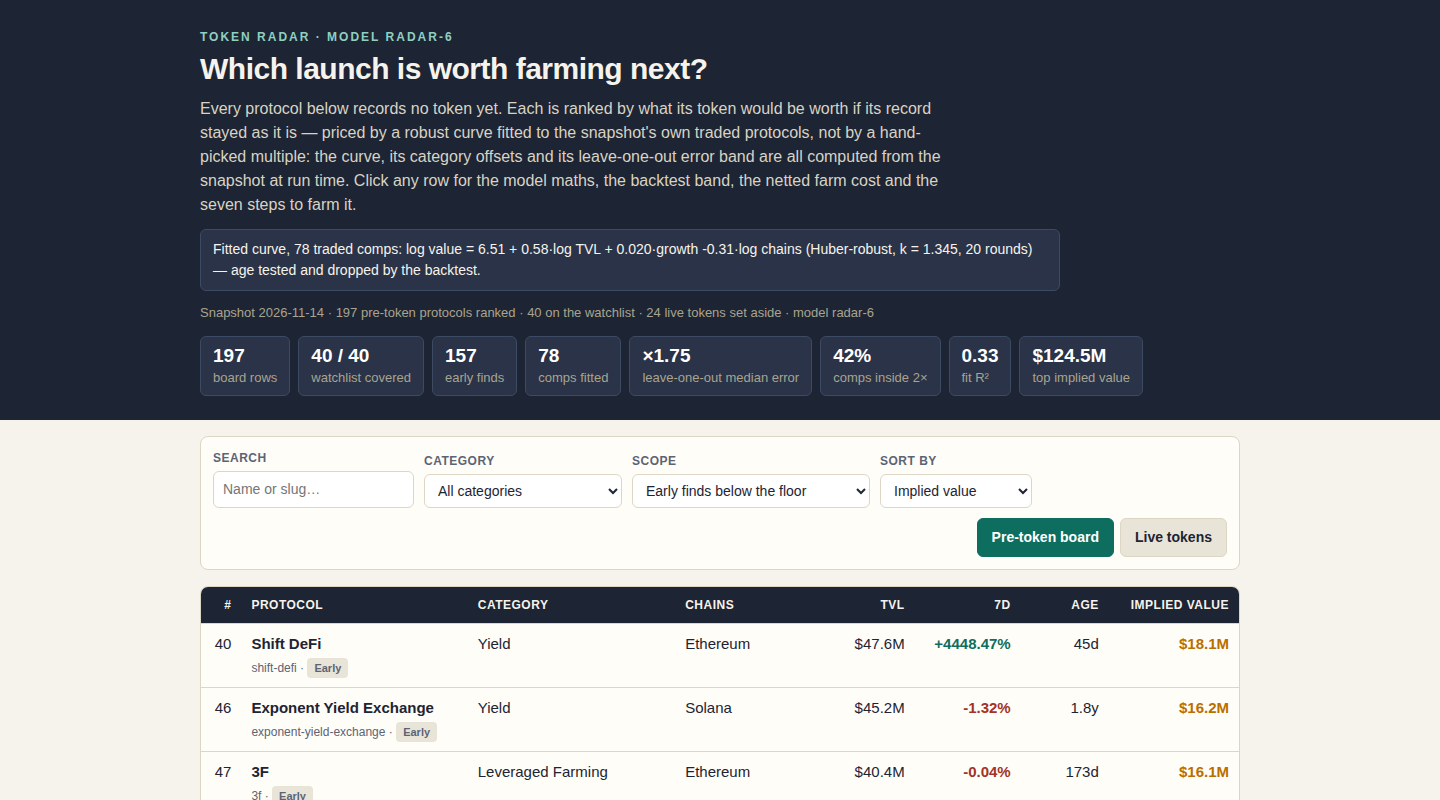 TOKEN RADAR · MODEL RADAR-6
Which launch is worth farming next?
Every protocol below records no token yet. Each is ranked by what its token would be worth if its record
stayed as it is — priced by a robust curve fitted to the snapshot's own traded protocols, not by a hand-
picked multiple: the curve, its category offsets and its leave-one-out error band are all computed from the
snapshot at run time. Click any row for the model maths, the backtest band, the netted farm cost and the
seven steps to farm it.
Fitted curve, 78 traded comps: log value = 6.51 + 0.58·log TVL + 0.020·growth -0.31·log chains (Huber-robust, k = 1.345, 20 rounds)
— age tested and dropped by the backtest.
Snapshot 2026-11-14 · 197 pre-token protocols ranked · 40 on the watchlist · 24 live tokens set aside · model radar-6
197 40 / 40 157 78 ×1.75 42% 0.33 $124.5M
board rows watchlist covered early finds comps fitted leave-one-out median error comps inside 2× fit R² top implied value
SEARCH CATEGORY SCOPE SORT BY
Name or slug… All categories Early finds below the floor Implied value
Pre-token board Live tokens
# PROTOCOL CATEGORY CHAINS TVL 7D AGE IMPLIED VALUE
40 Shift DeFi Yield Ethereum $47.6M +4448.47% 45d $18.1M
shift-defi · Early
46 Exponent Yield Exchange Yield Solana $45.2M -1.32% 1.8y $16.2M
exponent-yield-exchange · Early
47 3F Leveraged Farming Ethereum $40.4M -0.04% 173d $16.1M
3f · Early